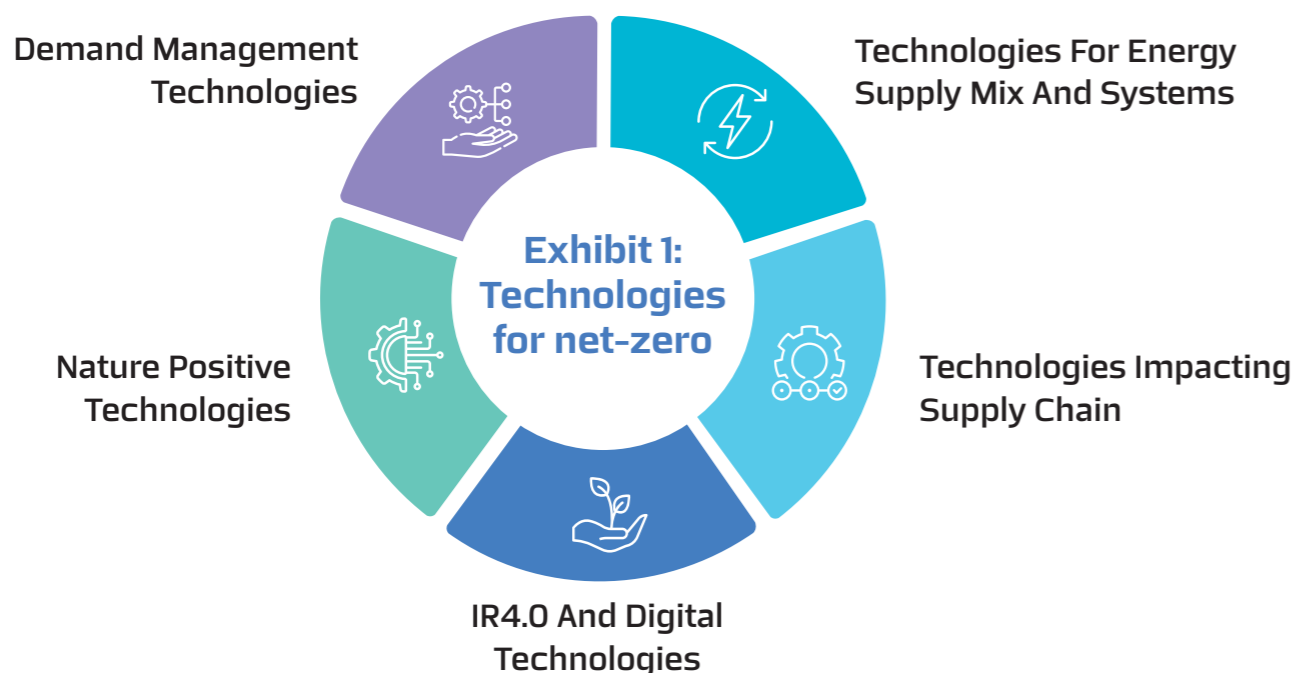 Demand Management
Technologies
Technologies For Energy
Supply Mix And Systems
Exhibit 1:
Technologies
for net-zero
Nature Positive
Technologies
Technologies Impacting
Supply Chain
IR4.0 And Digital
Technologies